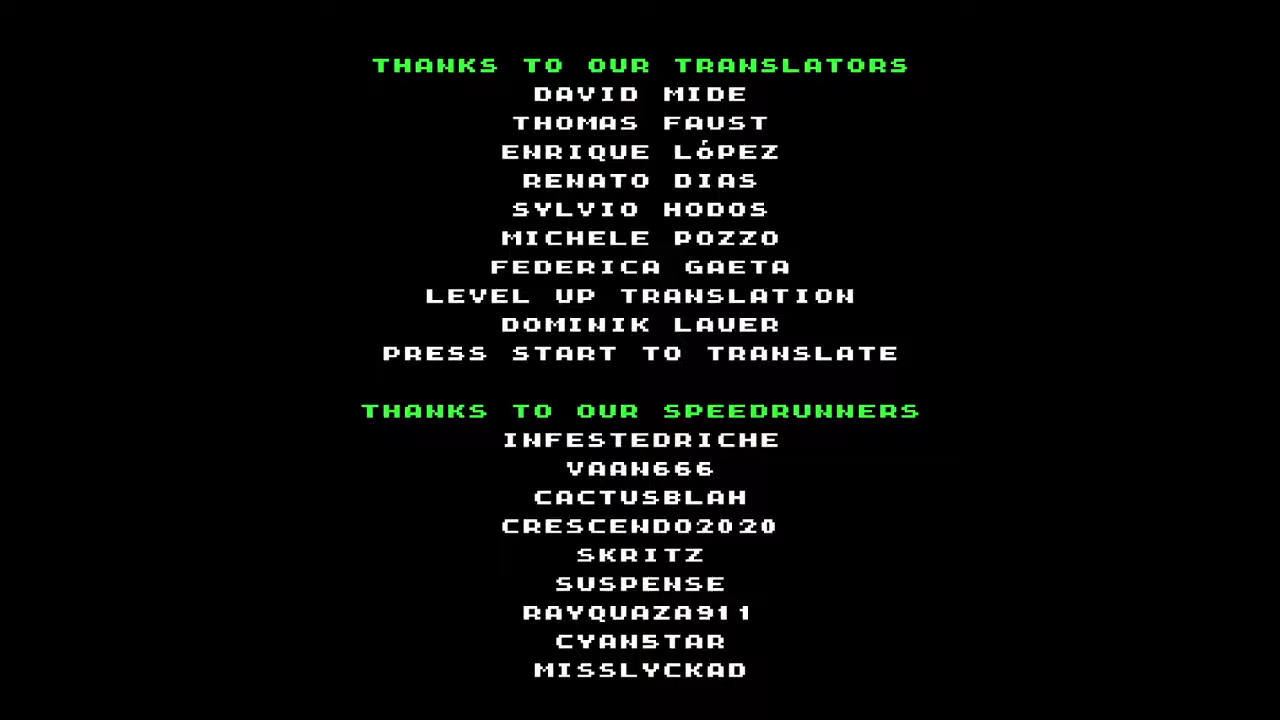 THANKS TO OUR TRANSLATORS
DAVID MIDE
THOMAS FAUST
ENRIQUE LóPEZ
RENATO DIAS
SYLVIO HODOS
MICHELE POZZO
FEDERICA GAETA
LEVEL UP TRANSLATION
DOMINIK LAUER
PRESS START TO TRANSLATE
THANKS TO OUR SPEEDRUNNERS
INFESTEDRICHE
VAAN666
CACTUSBLAH
CRESCENDO2020
SKRITZ
SUSPENSE
RAYQUAZA911
CYANSTAR
MISSLYCKAD